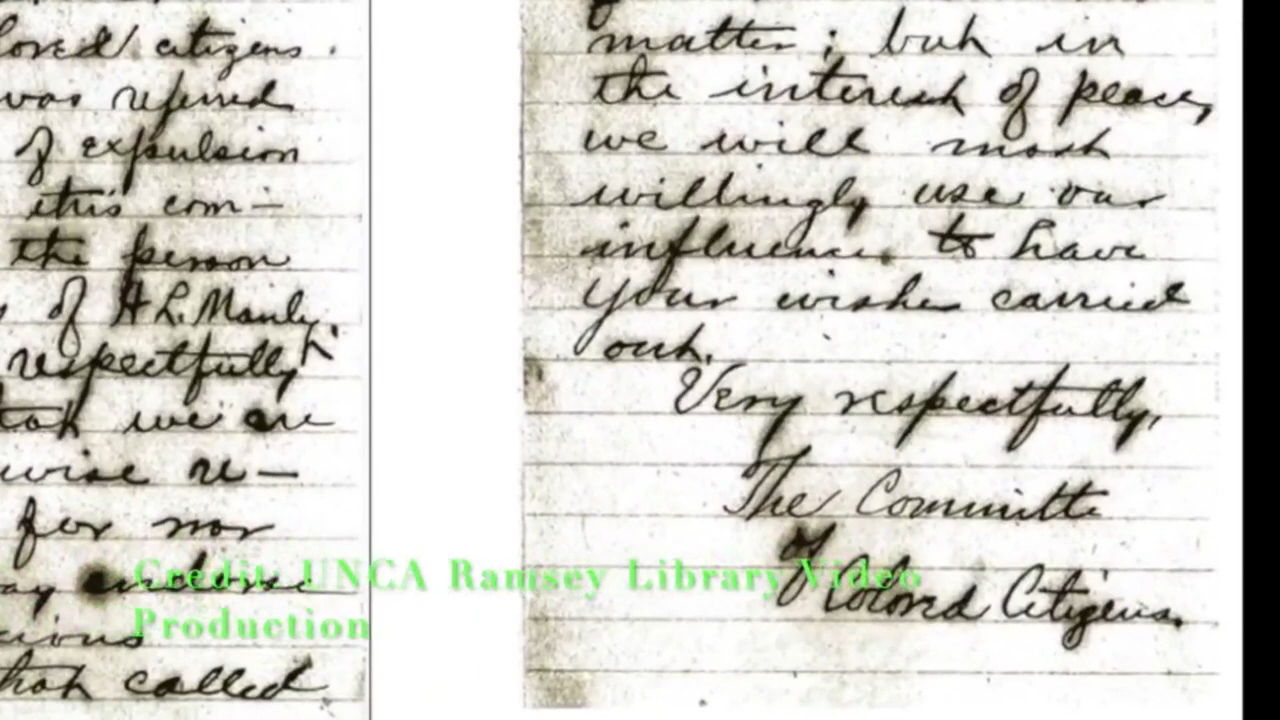 lored citizens.
was referred
of expulsion
this com-
the person
of A L. Manly,
respectfully
we are
wise re-
for nor
endorse
that called
matter; but in
the interest of peace,
we will most
willingly use our
influence to have
your wishes carried
out.
Very respectfully,
The Committe
of
Colored Citizens.
Credit: UNCA Ramsey Library Video
Production